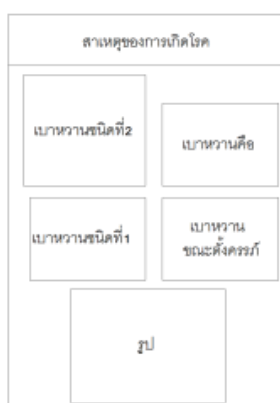 สาเหตุของการเกิดโรค
เบาหวานชนิดที่2
เบาหวานคือ
เบาหวานชนิดที่1
เบาหวาน
ขณะตั้งครรภ์
รูป